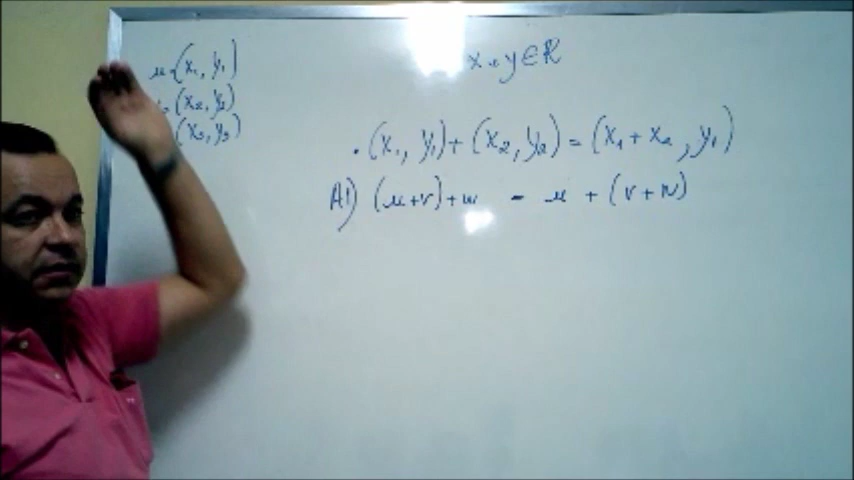 u=(x₁, y₁)
(x₂, y₂)
(x₃, y₃)
x e y ∈ ℝ
• (x₁, y₁) + (x₂, y₂) = (x₁ + x₂, y₁)
A1) (u+v)+w = u + (v+w)